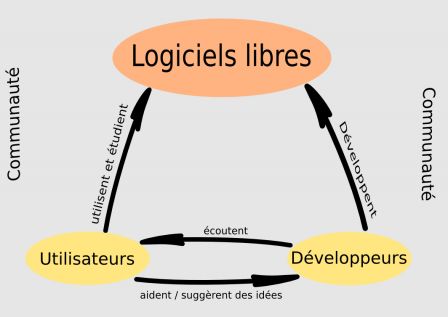 Logiciels libres
Communauté
Communauté
utilisent et étudient
Développent
écoutent
Utilisateurs
Développeurs
aident / suggèrent des idées